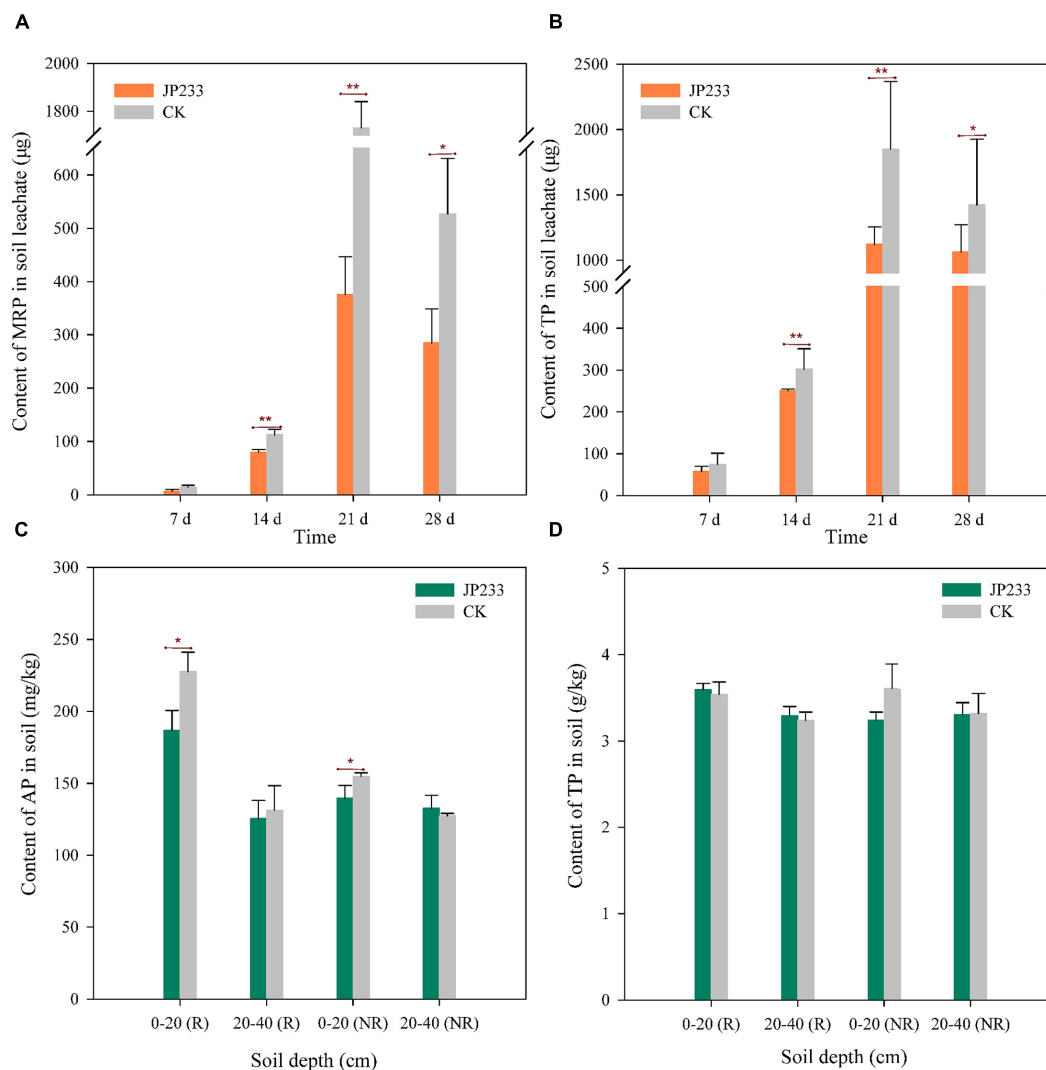 A
Content of MRP in soil leachate (µg)
2000
1800
600
500
400
300
200
100
0
JP233
CK
**
**
*
7 d 14 d 21 d 28 d
Time
B
Content of TP in soil leachate (µg)
2500
2000
1500
1000
500
400
300
200
100
0
JP233
CK
**
**
*
7 d 14 d 21 d 28 d
Time
C
Content of AP in soil (mg/kg)
300
250
200
150
100
50
0
JP233
CK
*
*
0-20 (R) 20-40 (R) 0-20 (NR) 20-40 (NR)
Soil depth (cm)
D
Content of TP in soil (g/kg)
5
4
3
2
1
0
JP233
CK
0-20 (R) 20-40 (R) 0-20 (NR) 20-40 (NR)
Soil depth (cm)